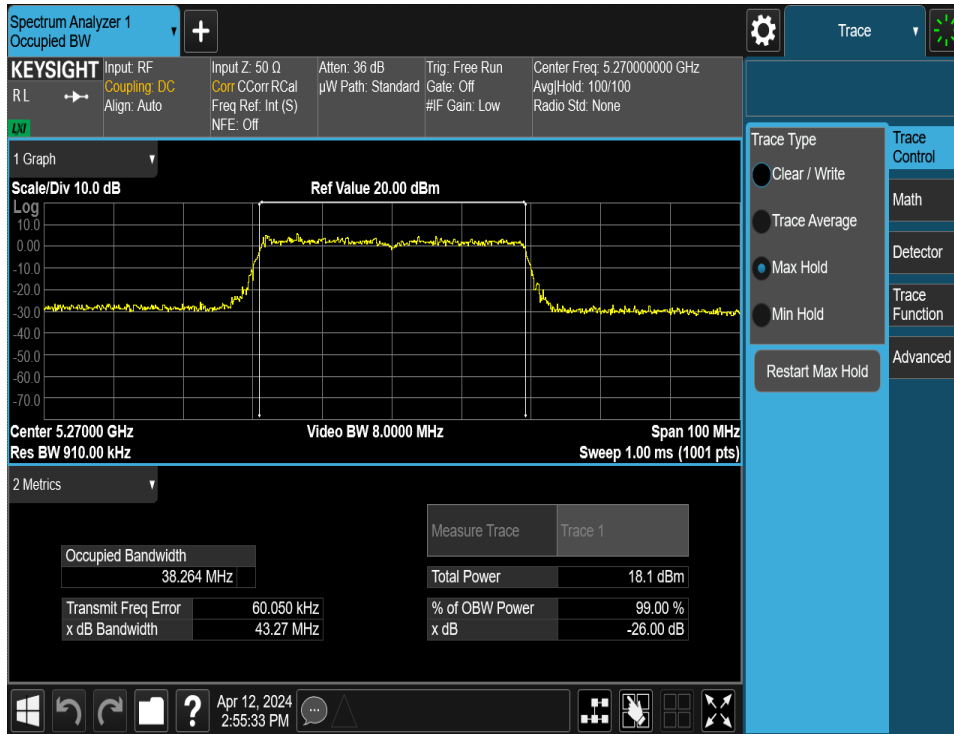 Spectrum Analyzer 1
Occupied BW
+
Trace
KEYSIGHT
R L
LXI
Input: RF
Coupling: DC
Align: Auto
Input Z: 50 Ω
Corr CCorr RCal
Freq Ref: Int (S)
NFE: Off
Atten: 36 dB
µW Path: Standard
Trig: Free Run
Gate: Off
#IF Gain: Low
Center Freq: 5.270000000 GHz
Avg|Hold: 100/100
Radio Std: None
1 Graph
Scale/Div 10.0 dB
Ref Value 20.00 dBm
Log
10.0
0.00
-10.0
-20.0
-30.0
-40.0
-50.0
-60.0
-70.0
Center 5.27000 GHz
Video BW 8.0000 MHz
Span 100 MHz
Res BW 910.00 kHz
Sweep 1.00 ms (1001 pts)
2 Metrics
Measure Trace
Trace 1
Occupied Bandwidth
38.264 MHz
Total Power
18.1 dBm
Transmit Freq Error
60.050 kHz
% of OBW Power
99.00 %
x dB Bandwidth
43.27 MHz
x dB
-26.00 dB
?
Apr 12, 2024
2:55:33 PM
Trace Type
Clear / Write
Trace Average
Max Hold
Min Hold
Restart Max Hold
Trace
Control
Math
Detector
Trace
Function
Advanced